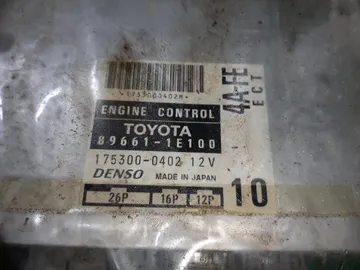 *1753000402M*
ENGINE CONTROL
TOYOTA
89661-1E100
175300-0402 12V
DENSO MADE IN JAPAN
26P 16P 12P
10
4A-FE
ECT